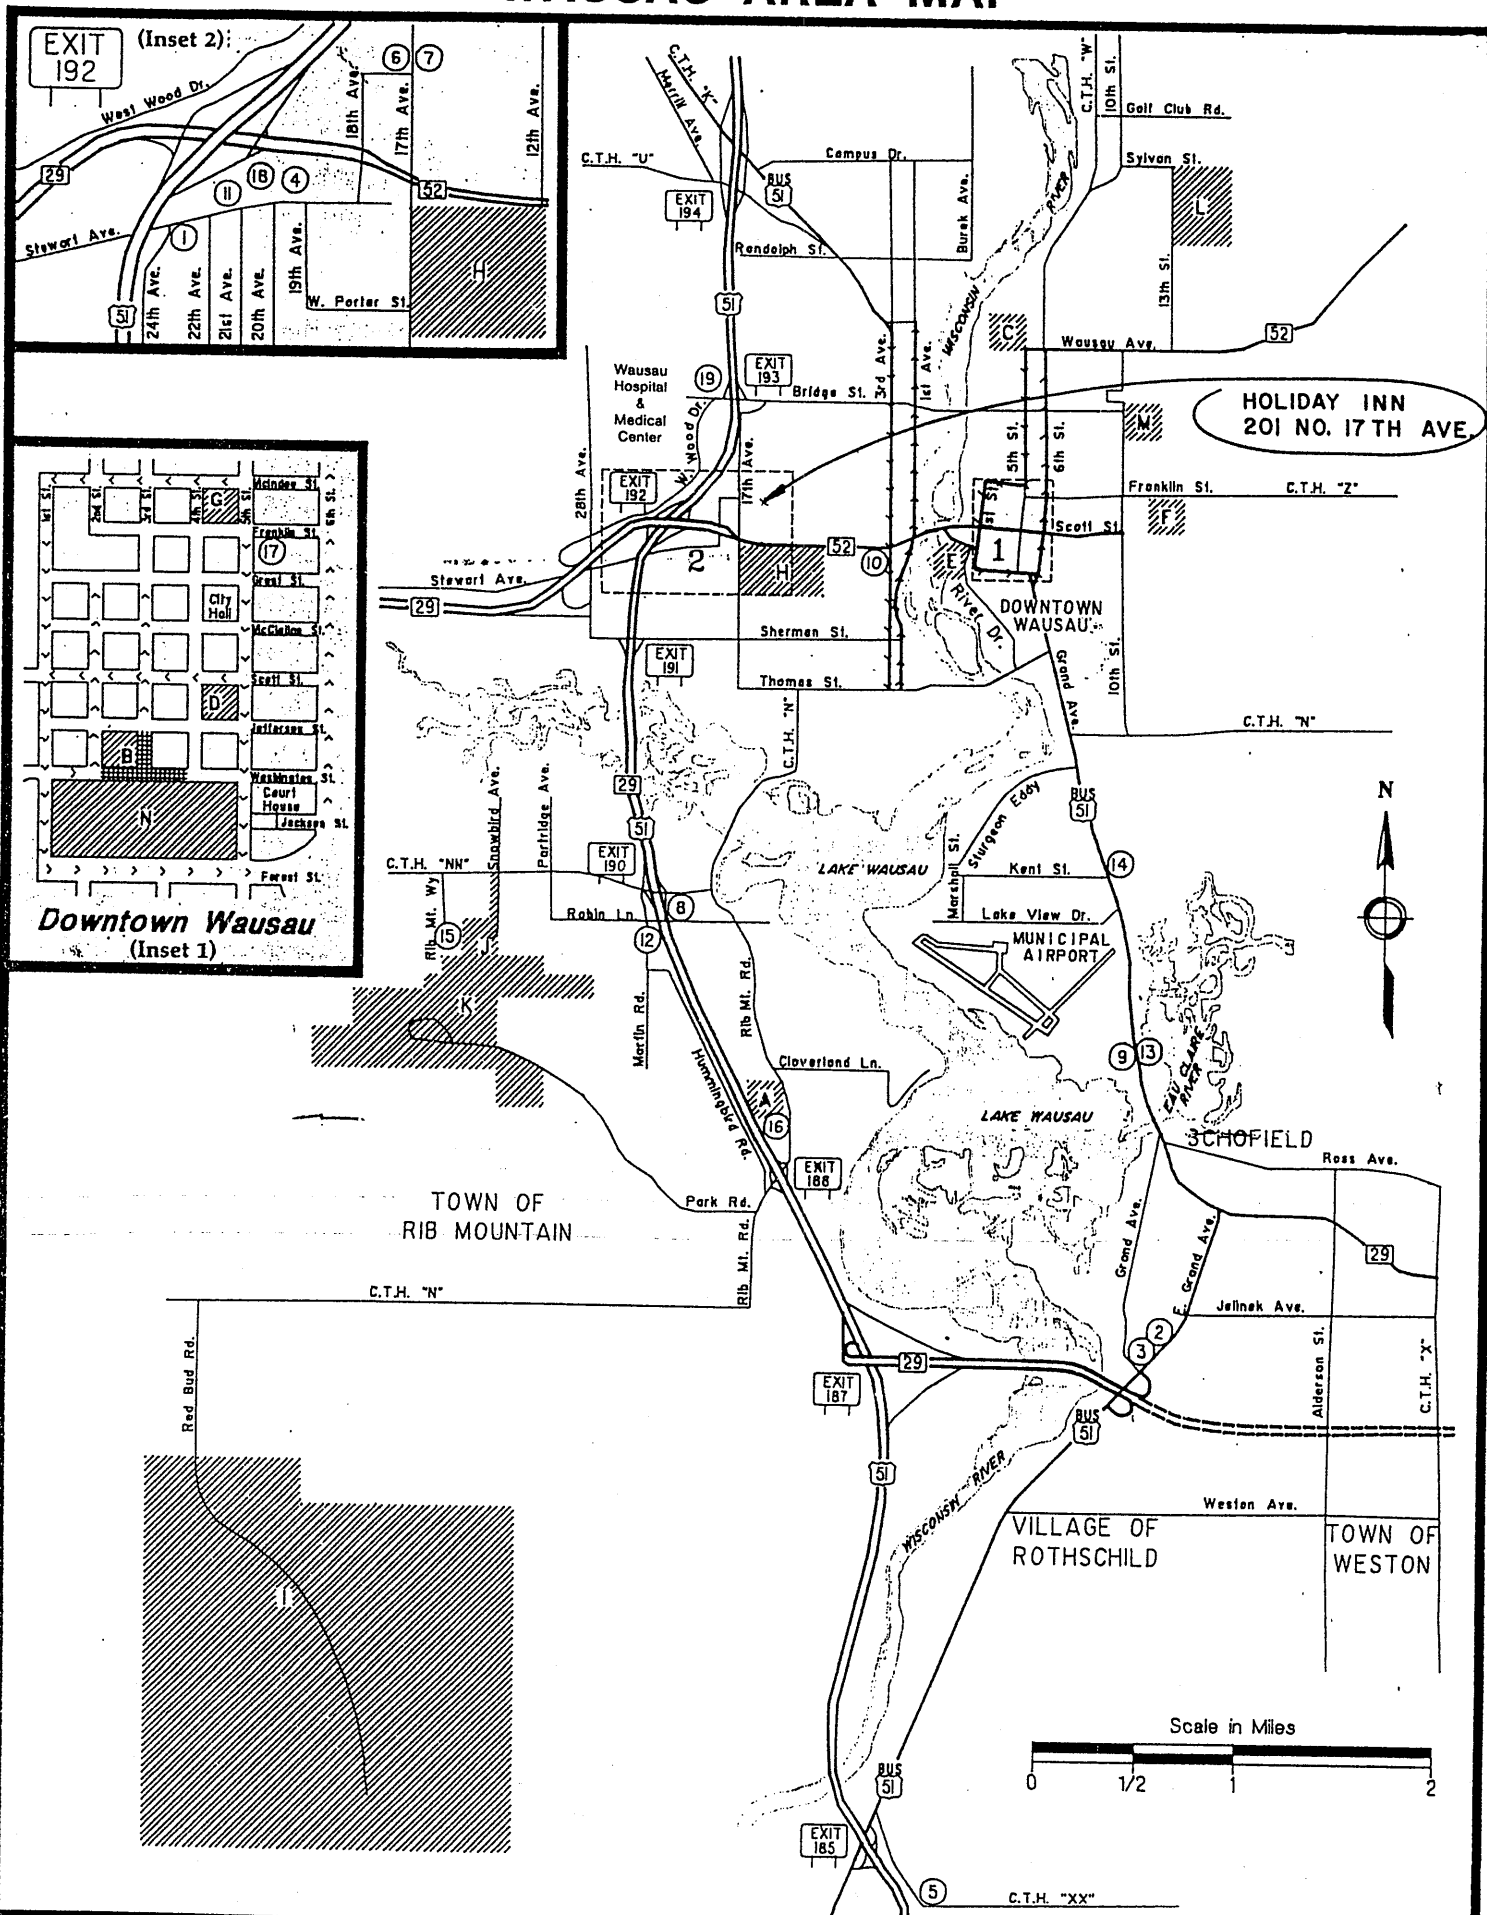 WAUSAU AREA MAP
EXIT
192
(Inset 2)
West Wood Dr.
29
51
52
Stewart Ave.
18th Ave.
17th Ave.
12th Ave.
6
7
11
18
4
1
24th Ave.
22th Ave.
21st Ave.
20th Ave.
19th Ave.
W. Porter St.
H
McIndoe St.
1st St.
2nd St.
3rd St.
4th St.
5th St.
6th St.
G
Franklin St.
17
Grant St.
City
Hall
McClellan St.
Scott St.
D
Jefferson St.
B
Washington St.
Court
House
N
Jackson St.
Forest St.
Downtown Wausau
(Inset 1)
C.T.H. "K"
Merrill Ave.
C.T.H. "U"
Campus Dr.
BUS
51
EXIT
194
Randolph St.
Burek Ave.
WISCONSIN
RIVER
C.T.H. "W"
10th St.
Golf Club Rd.
Sylvan St.
L
13th St.
51
3rd Ave.
1st Ave.
C
Wausau Ave.
52
Wausau
Hospital
&
Medical
Center
19
EXIT
193
Bridge St.
HOLIDAY INN
201 NO. 17TH AVE.
M
5th St.
6th St.
28th Ave.
W. Wood Dr.
17th Ave.
EXIT
192
2
H
52
10
1st St.
1
Franklin St.
C.T.H. "Z"
F
Scott St.
E
River Dr.
DOWNTOWN
WAUSAU
Stewart Ave.
29
Sherman St.
EXIT
191
Thomas St.
C.T.H. "N"
Grand Ave.
10th St.
C.T.H. "N"
29
51
Snowbird Ave.
Partridge Ave.
EXIT
190
C.T.H. "NN"
Rib Mt. Wy
15
J
Robin Ln.
8
12
K
Martin Rd.
Rib Mt. Rd.
Hummingbird Rd.
LAKE WAUSAU
Sturgeon Eddy
BUS
51
Marshall St.
Kent St.
14
Lake View Dr.
MUNICIPAL
AIRPORT
N
9
13
EAU CLAIRE
RIVER
Cloverland Ln.
A
16
LAKE WAUSAU
SCHOFIELD
Ross Ave.
EXIT
188
TOWN OF
RIB MOUNTAIN
Park Rd.
Rib Mt. Rd.
C.T.H. "N"
Grand Ave.
E. Grand Ave.
29
Jelinek Ave.
2
3
Alderson St.
C.T.H. "X"
Red Bud Rd.
29
EXIT
187
BUS
51
51
WISCONSIN RIVER
Weston Ave.
VILLAGE OF
ROTHSCHILD
TOWN OF
WESTON
I
Scale in Miles
0
1/2
1
2
BUS
51
EXIT
185
5
C.T.H. "XX"